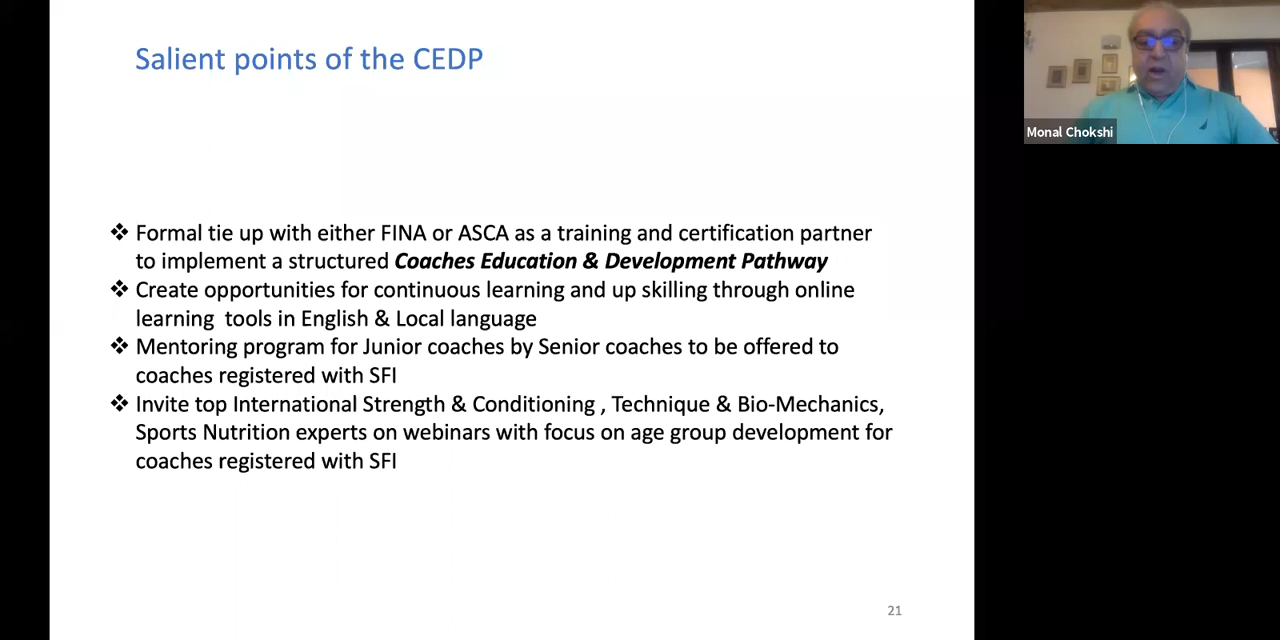 Salient points of the CEDP
❖ Formal tie up with either FINA or ASCA as a training and certification partner
to implement a structured Coaches Education & Development Pathway
❖ Create opportunities for continuous learning and up skilling through online
learning  tools in English & Local language
❖ Mentoring program for Junior coaches by Senior coaches to be offered to
coaches registered with SFI
❖ Invite top International Strength & Conditioning , Technique & Bio-Mechanics,
Sports Nutrition experts on webinars with focus on age group development for
coaches registered with SFI
21
Monal Chokshi